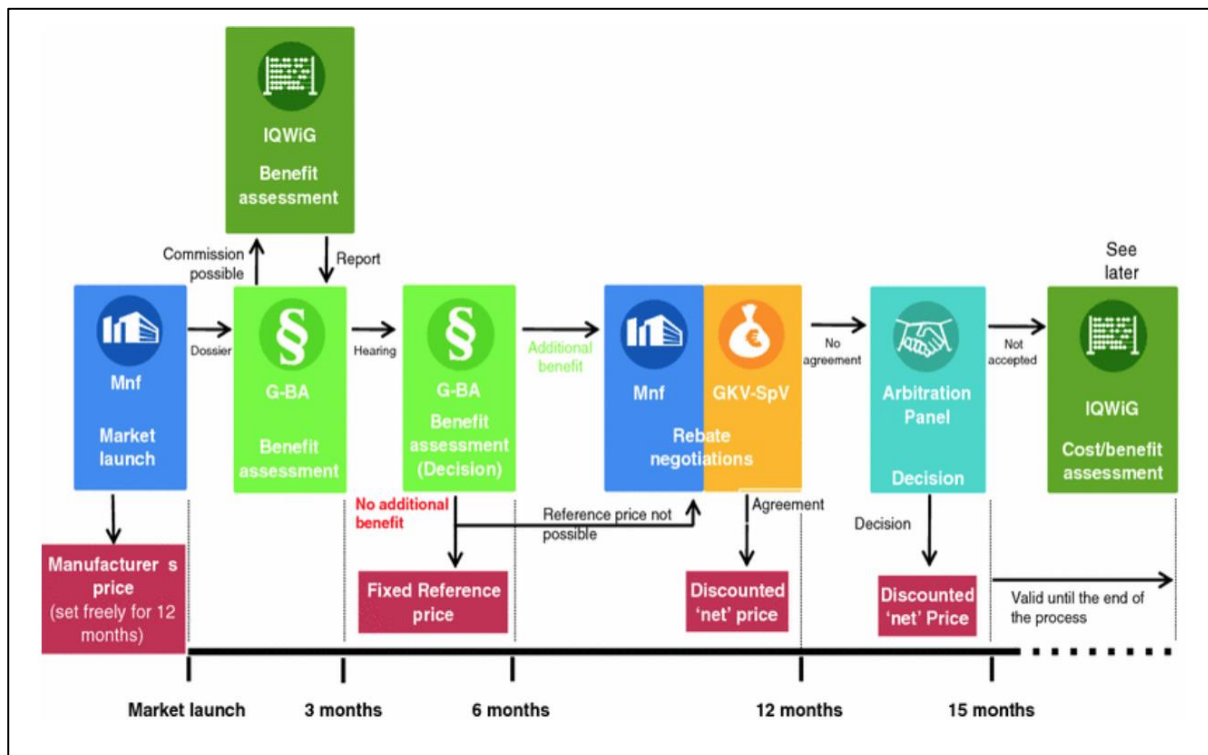 IQWiG
Benefit
assessment
Commission
possible
Report
See
later
Mnf
Market
launch
Dossier
§
G-BA
Benefit
assessment
Hearing
§
G-BA
Benefit
assessment
(Decision)
Additional
benefit
Mnf
€
GKV-SpV
Rebate
negotiations
No
agreement
Arbitration
Panel
Decision
Not
accepted
IQWiG
Cost/benefit
assessment
No additional
benefit
Reference price not
possible
Agreement
Decision
Manufacturer s
price
(set freely for 12
months)
Fixed Reference
price
Discounted
‘net’ price
Discounted
‘net’ Price
Valid until the end of
the process
Market launch
3 months
6 months
12 months
15 months